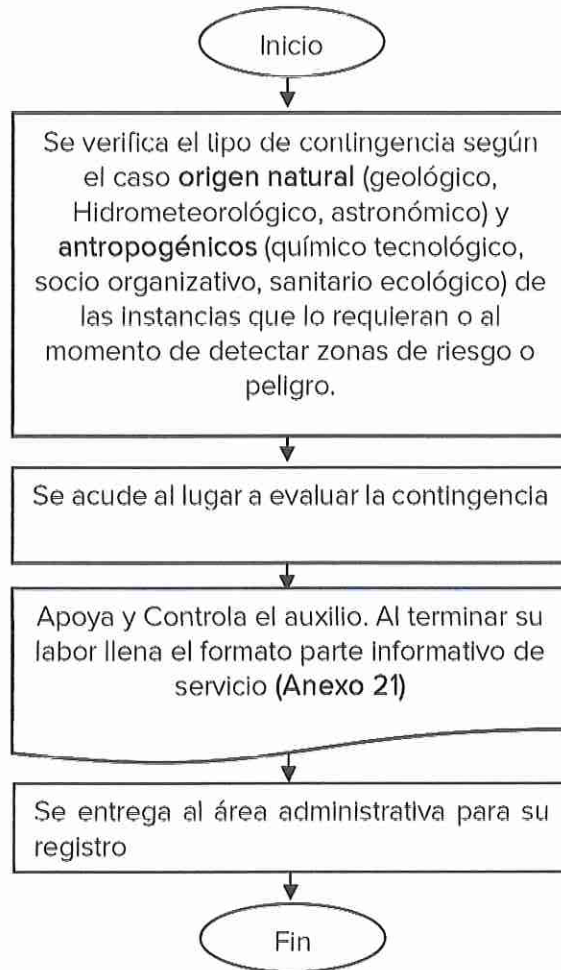 Inicio
Se verifica el tipo de contingencia según
el caso origen natural (geológico,
Hidrometeorológico, astronómico) y
antropogénicos (químico tecnológico,
socio organizativo, sanitario ecológico) de
las instancias que lo requieran o al
momento de detectar zonas de riesgo o
peligro.
Se acude al lugar a evaluar la contingencia
Apoya y Controla el auxilio. Al terminar su
labor llena el formato parte informativo de
servicio (Anexo 21)
Se entrega al área administrativa para su
registro
Fin